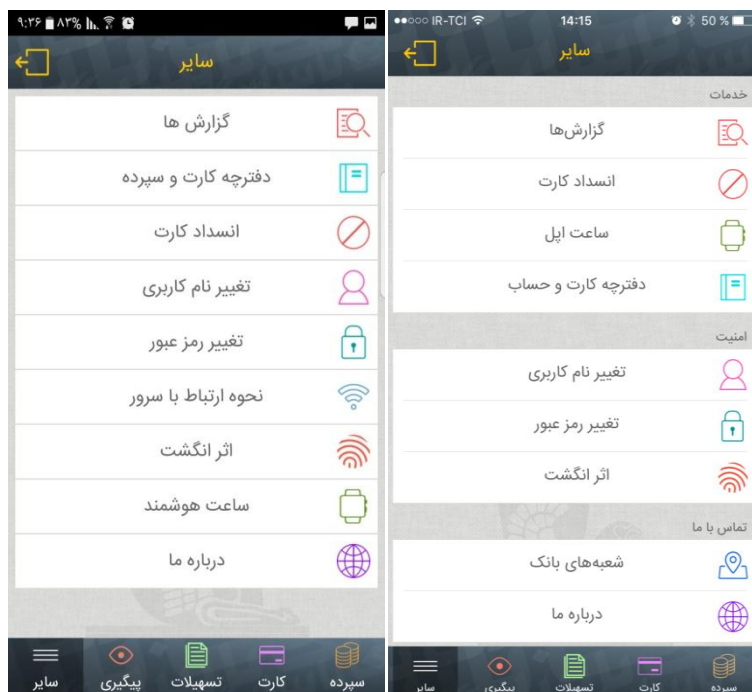 ۹:۳۶ ۸۳%
سایر
گزارش ها
دفترچه کارت و سپرده
انسداد کارت
تغییر نام کاربری
تغییر رمز عبور
نحوه ارتباط با سرور
اثر انگشت
ساعت هوشمند
درباره ما
سپرده کارت تسهیلات پیگیری سایر
IR-TCI 14:15 50 %
سایر
خدمات
گزارش‌ها
انسداد کارت
ساعت اپل
دفترچه کارت و حساب
امنیت
تغییر نام کاربری
تغییر رمز عبور
اثر انگشت
تماس با ما
شعبه‌های بانک
درباره ما
سپرده کارت تسهیلات پیگیری سایر